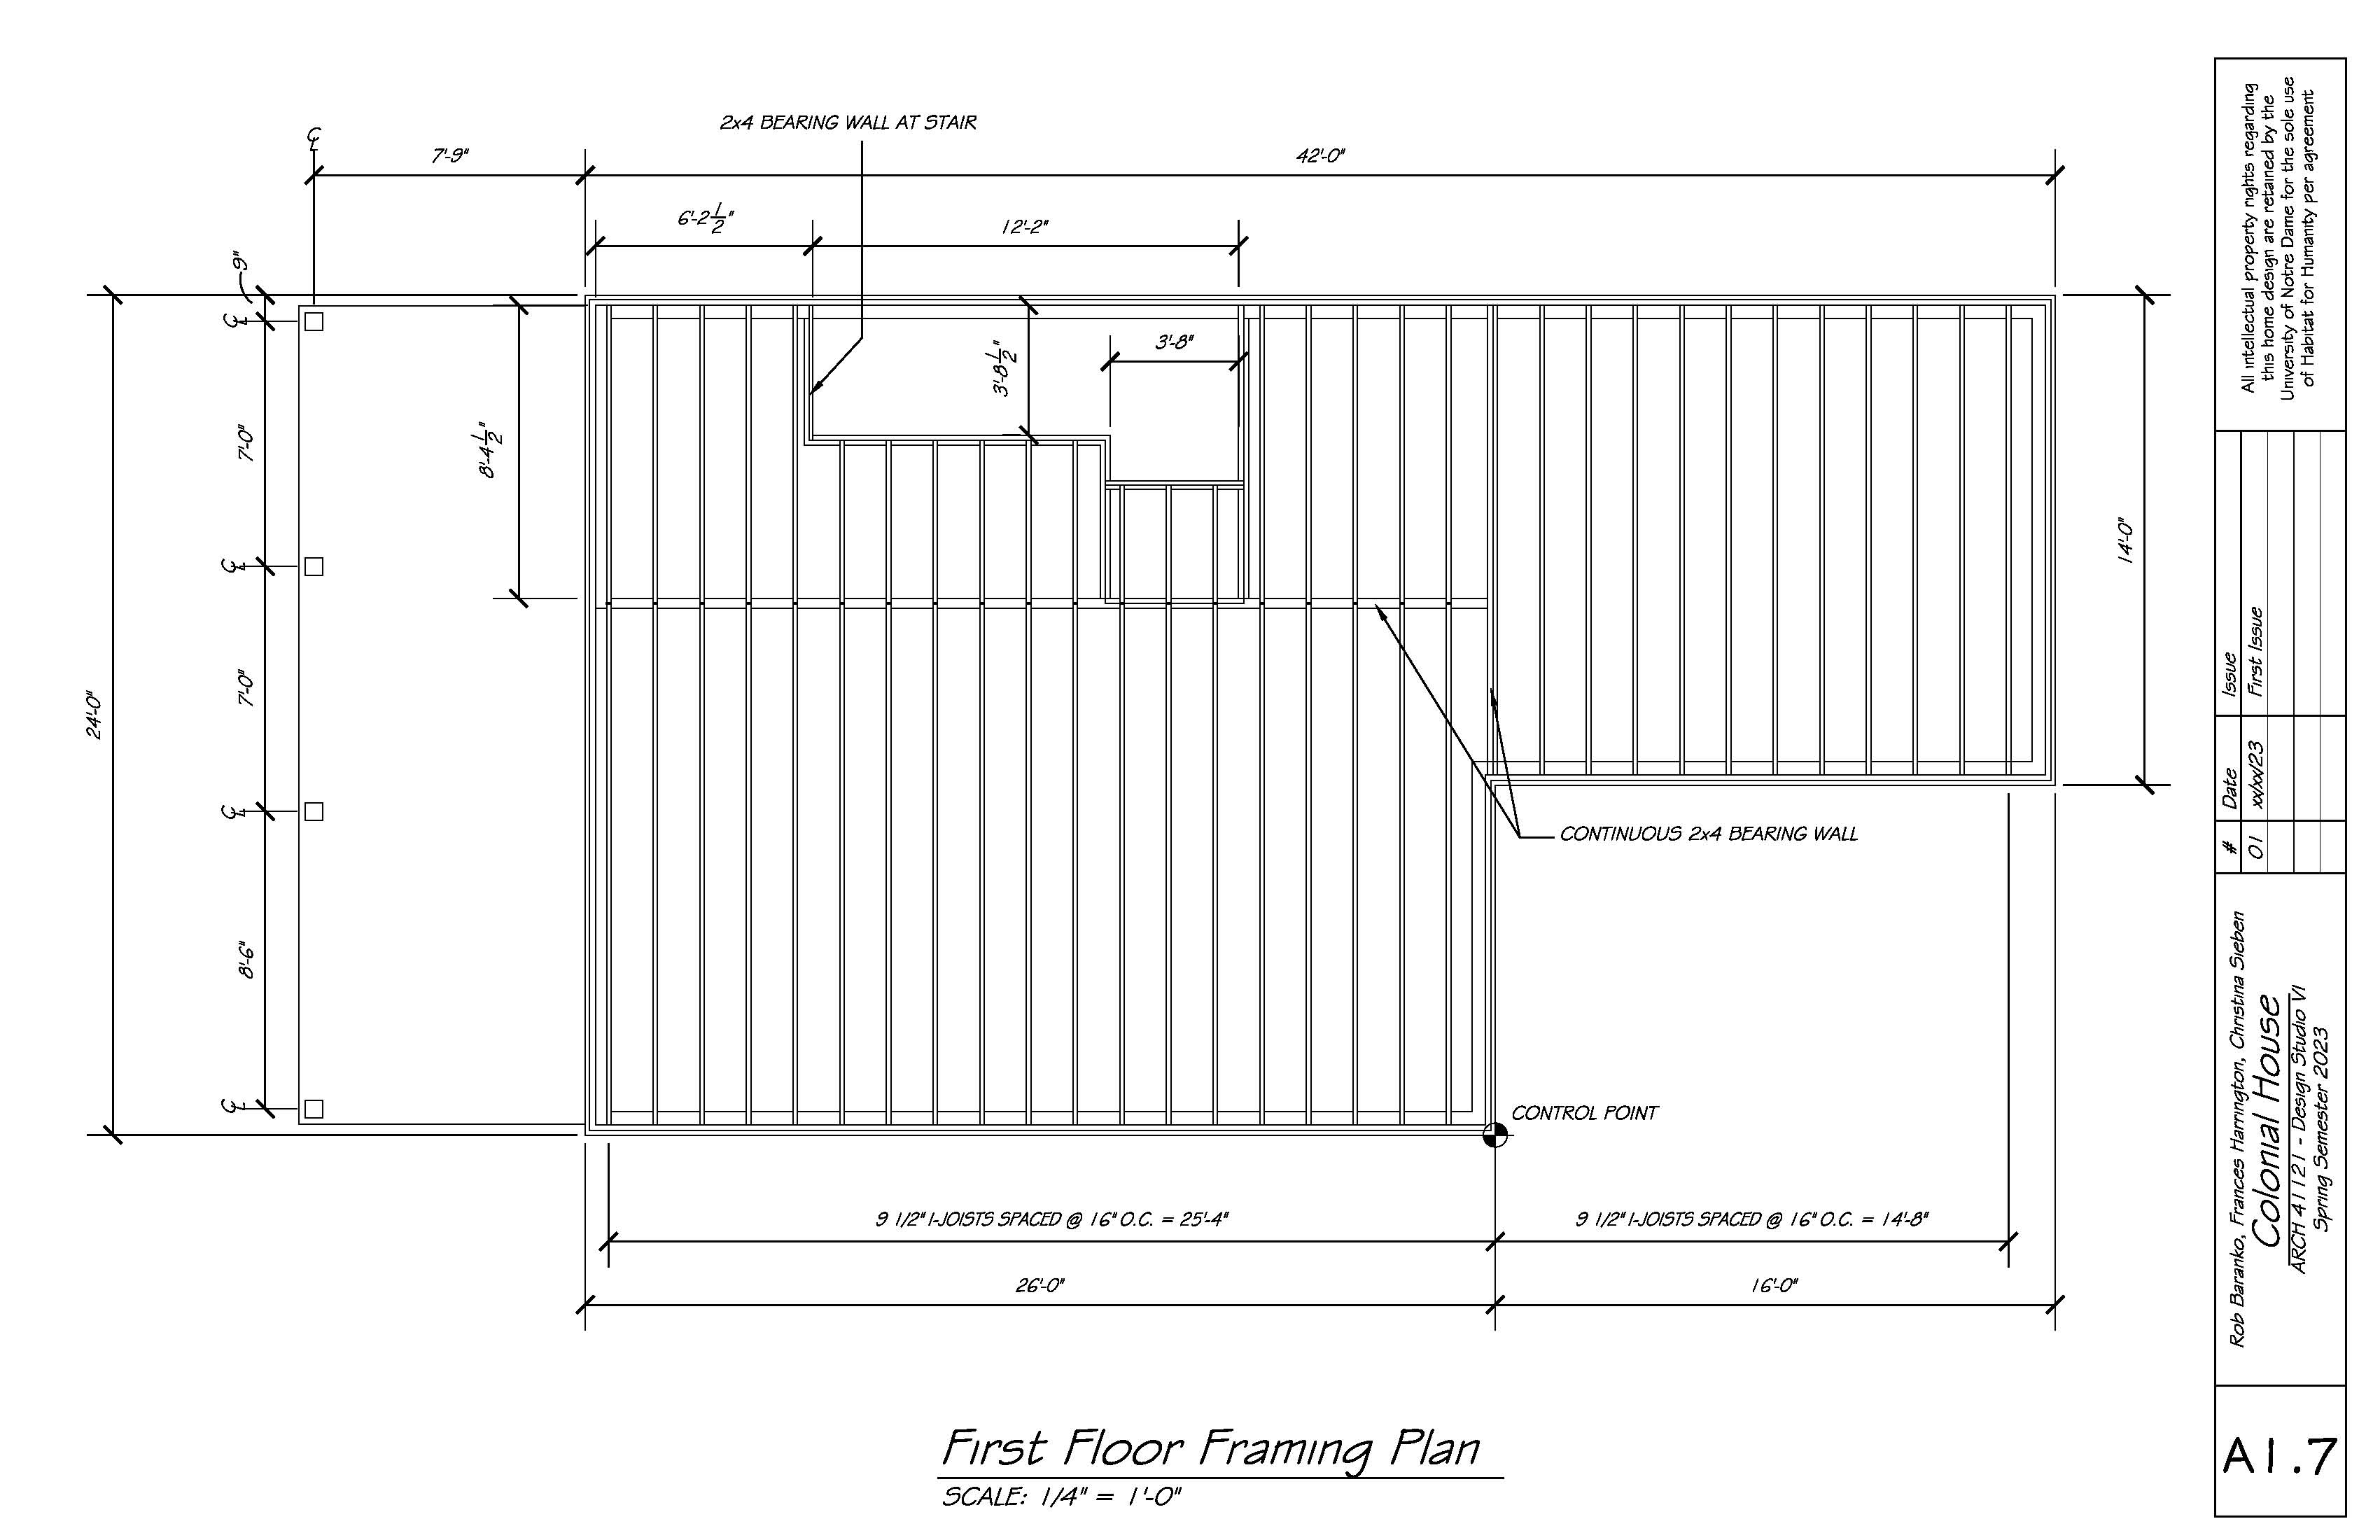 2x4 BEARING WALL AT STAIR
℄
7'-9"
42'-0"
6'-2 1/2"
12'-2"
9"
℄
3'-8 1/2"
3'-8"
7'-0"
8'-4 1/2"
14'-0"
℄
7'-0"
24'-0"
℄
CONTINUOUS 2x4 BEARING WALL
8'-6"
℄
CONTROL POINT
9 1/2" I-JOISTS SPACED @ 16" O.C. = 25'-4"
9 1/2" I-JOISTS SPACED @ 16" O.C. = 14'-8"
26'-0"
16'-0"
First Floor Framing Plan
SCALE: 1/4" = 1'-0"
All intellectual property rights regarding
this home design are retained by the
University of Notre Dame for the sole use
of Habitat for Humanity per agreement
# Date Issue
01 xx/xx/23 First Issue
Rob Baranko, Frances Harrington, Christina Sieben
Colonial House
ARCH 41121 - Design Studio VI
Spring Semester 2023
A1.7